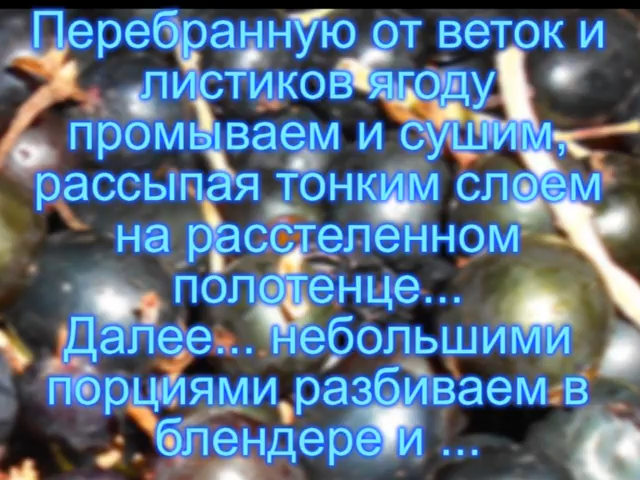 Перебранную от веток и
листиков ягоду
промываем и сушим,
рассыпая тонким слоем
на расстеленном
полотенце...
Далее... небольшими
порциями разбиваем в
блендере и ...